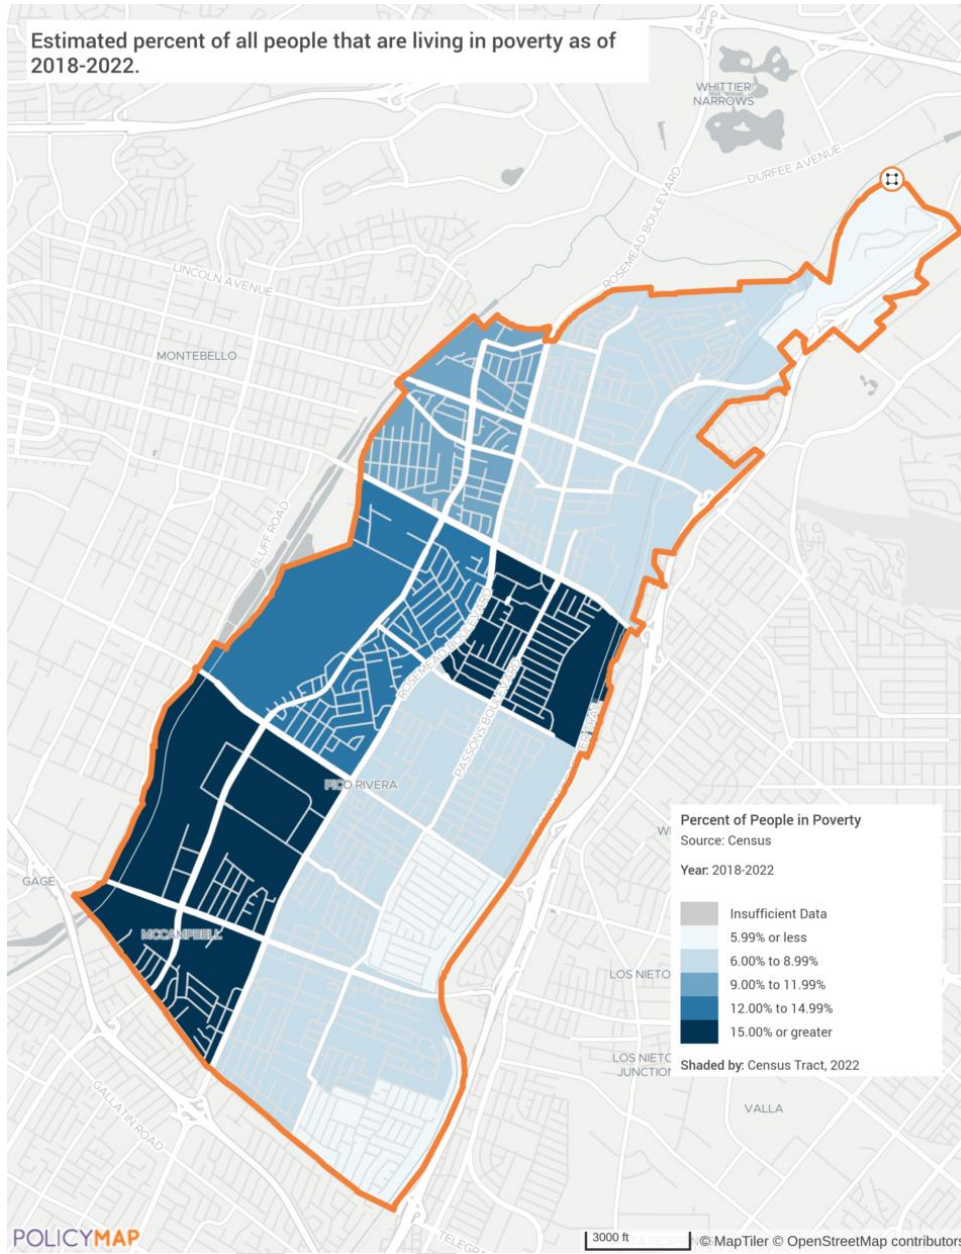 Estimated percent of all people that are living in poverty as of
2018-2022.
WHITTIER
NARROWS
DURFEE AVENUE
ROSEMEAD BOULEVARD
LINCOLN AVENUE
MONTEBELLO
BLUFF ROAD
ROSEMEAD BOULEVARD
PASSONS BOULEVARD
PICO RIVERA
GAGE
MCCAMPBELL
Percent of People in Poverty
Source: Census
Year: 2018-2022
Insufficient Data
5.99% or less
6.00% to 8.99%
9.00% to 11.99%
12.00% to 14.99%
15.00% or greater
Shaded by: Census Tract, 2022
LOS NIETO
LOS NIETO
JUNCTION
VALLA
GALLATIN ROAD
TELEGRA
POLICYMAP
3000 ft
© MapTiler © OpenStreetMap contributors